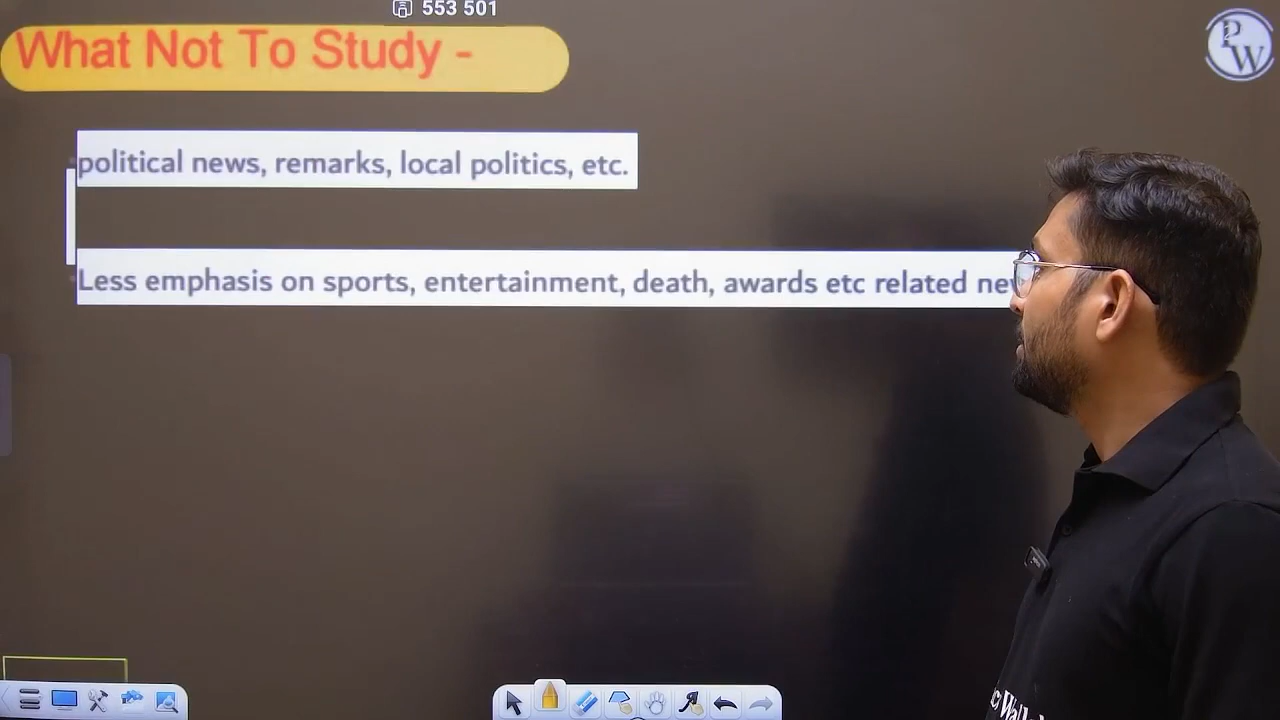 553 501
What Not To Study -
PW
political news, remarks, local politics, etc.
Less emphasis on sports, entertainment, death, awards etc related